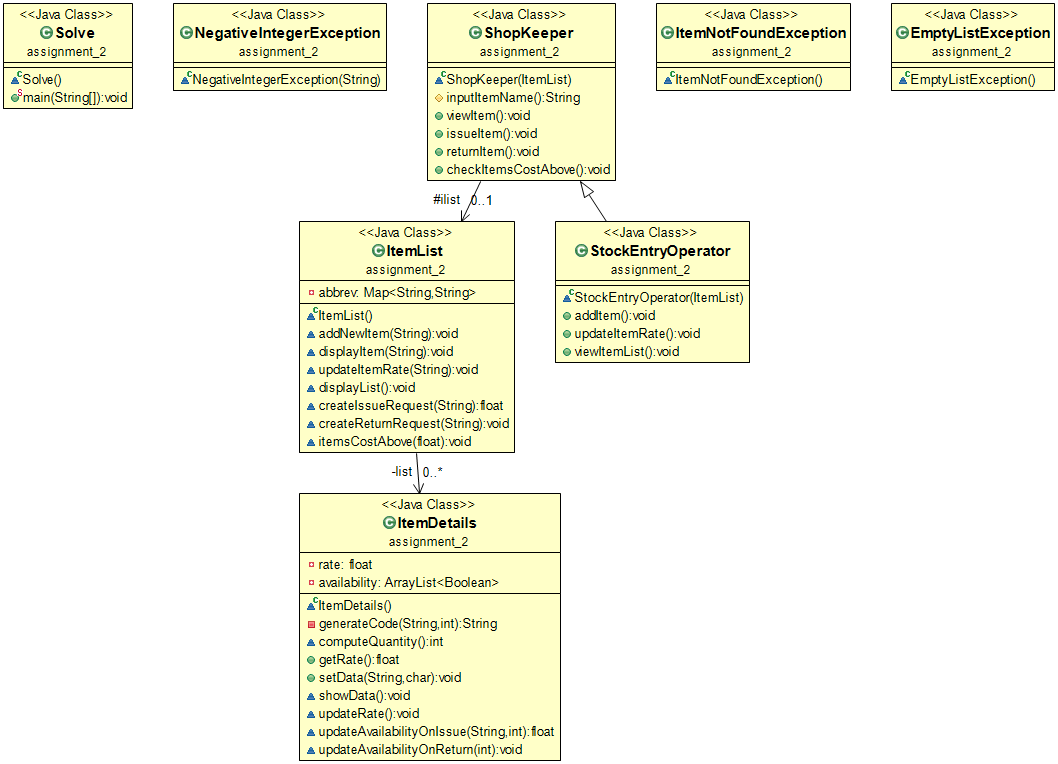 <<Java Class>>
Solve
assignment_2
Solve()
main(String[]):void
<<Java Class>>
NegativeIntegerException
assignment_2
NegativeIntegerException(String)
<<Java Class>>
ShopKeeper
assignment_2
ShopKeeper(ItemList)
inputItemName():String
viewItem():void
issueItem():void
returnItem():void
checkItemsCostAbove():void
<<Java Class>>
ItemNotFoundException
assignment_2
ItemNotFoundException()
<<Java Class>>
EmptyListException
assignment_2
EmptyListException()
#ilist 0..1
<<Java Class>>
ItemList
assignment_2
abbrev: Map<String,String>
ItemList()
addNewItem(String):void
displayItem(String):void
updateItemRate(String):void
displayList():void
createIssueRequest(String):float
createReturnRequest(String):void
itemsCostAbove(float):void
<<Java Class>>
StockEntryOperator
assignment_2
StockEntryOperator(ItemList)
addItem():void
updateItemRate():void
viewItemList():void
-list 0..*
<<Java Class>>
ItemDetails
assignment_2
rate: float
availability: ArrayList<Boolean>
ItemDetails()
generateCode(String,int):String
computeQuantity():int
getRate():float
setData(String,char):void
showData():void
updateRate():void
updateAvailabilityOnIssue(String,int):float
updateAvailabilityOnReturn(int):void